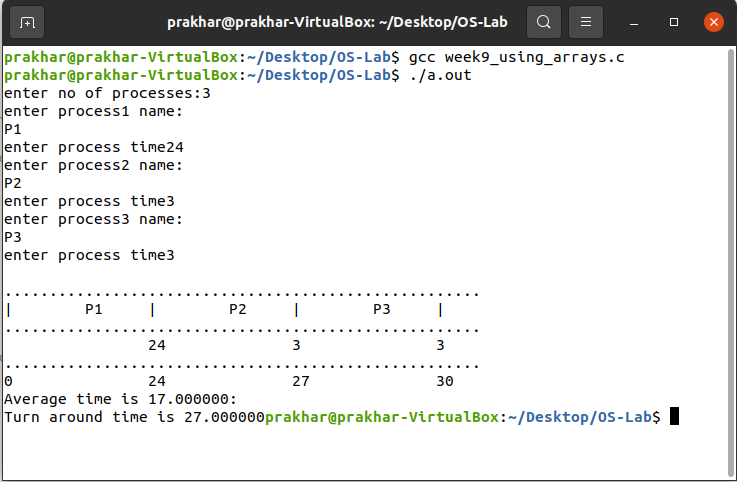 prakhar@prakhar-VirtualBox: ~/Desktop/OS-Lab
prakhar@prakhar-VirtualBox:~/Desktop/OS-Lab$ gcc week9_using_arrays.c
prakhar@prakhar-VirtualBox:~/Desktop/OS-Lab$ ./a.out
enter no of processes:3
enter process1 name:
P1
enter process time24
enter process2 name:
P2
enter process time3
enter process3 name:
P3
enter process time3
.....................................................
|        P1     |        P2     |        P3     |
.....................................................
                24              3               3
.....................................................
0               24              27              30
Average time is 17.000000:
Turn around time is 27.000000prakhar@prakhar-VirtualBox:~/Desktop/OS-Lab$